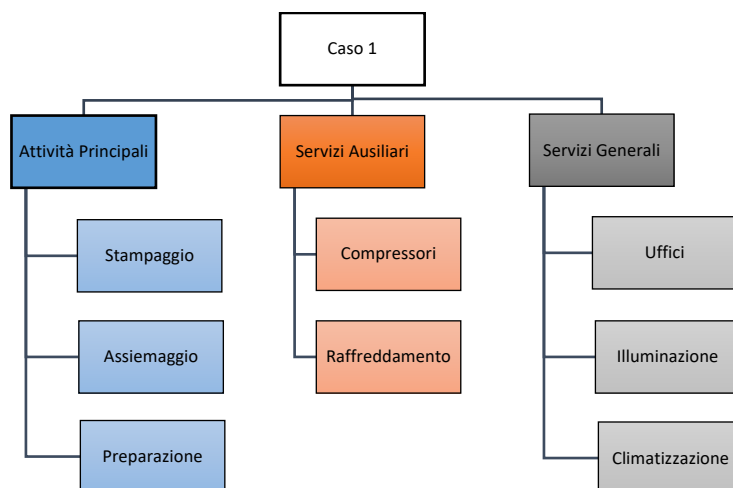 Caso 1
Attività Principali
Servizi Ausiliari
Servizi Generali
Stampaggio
Compressori
Uffici
Assiemaggio
Raffreddamento
Illuminazione
Preparazione
Climatizzazione